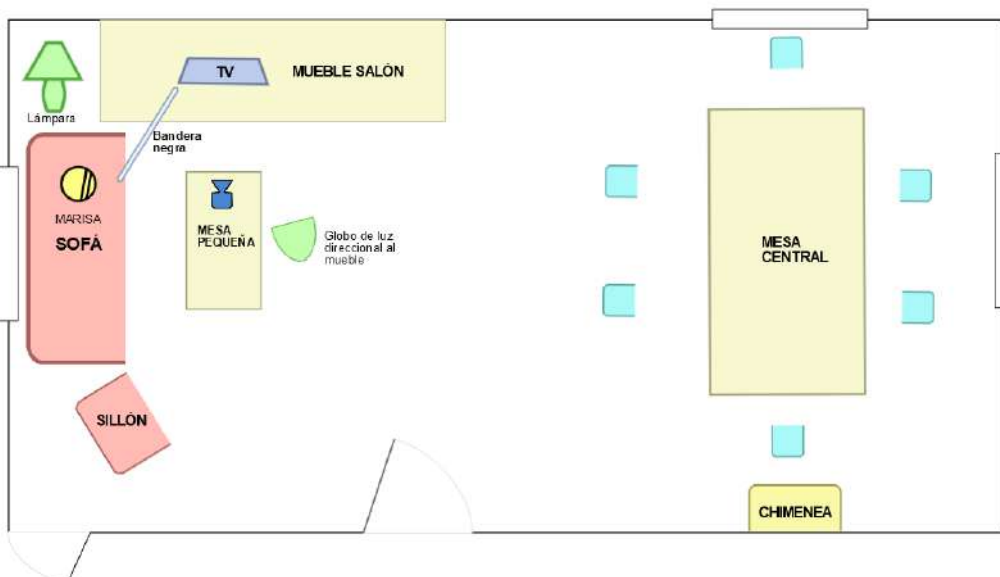 TV
MUEBLE SALÓN
Lámpara
Bandera
negra
MARISA
SOFÁ
MESA
PEQUEÑA
Globo de luz
direccional al
mueble
MESA
CENTRAL
SILLÓN
CHIMENEA